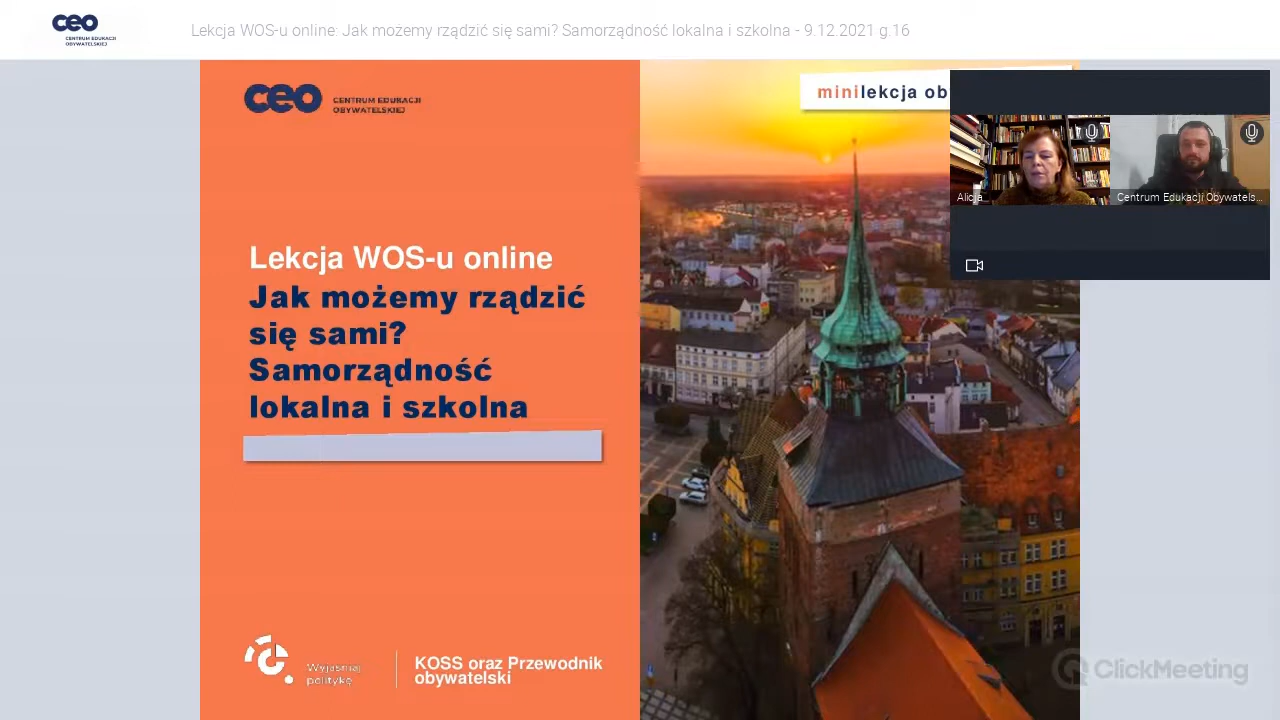 ceo
CENTRUM EDUKACJI
OBYWATELSKIEJ
Lekcja WOS-u online: Jak możemy rządzić się sami? Samorządność lokalna i szkolna - 9.12.2021 g.16
ceo
CENTRUM EDUKACJI
OBYWATELSKIEJ
minilekcja ob
Alicja
Centrum Edukacji Obywatels...
Lekcja WOS-u online
Jak możemy rządzić
się sami?
Samorządność
lokalna i szkolna
Wyjaśniaj
politykę
KOSS oraz Przewodnik
obywatelski
ClickMeeting